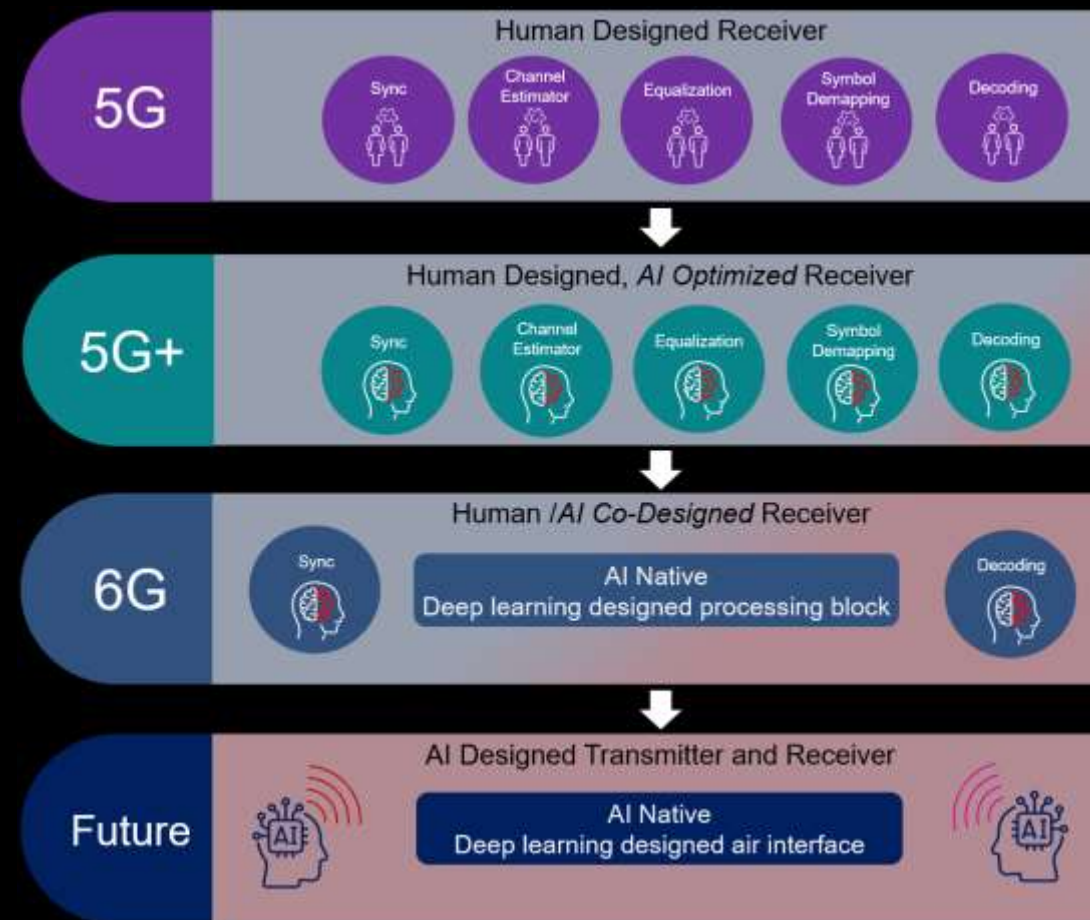 5G
Human Designed Receiver
Sync
Channel
Estimator
Equalization
Symbol
Demapping
Decoding
5G+
Human Designed, AI Optimized Receiver
Sync
Channel
Estimator
Equalization
Symbol
Demapping
Decoding
6G
Human /AI Co-Designed Receiver
Sync
AI Native
Deep learning designed processing block
Decoding
Future
AI Designed Transmitter and Receiver
AI
AI Native
Deep learning designed air interface
AI